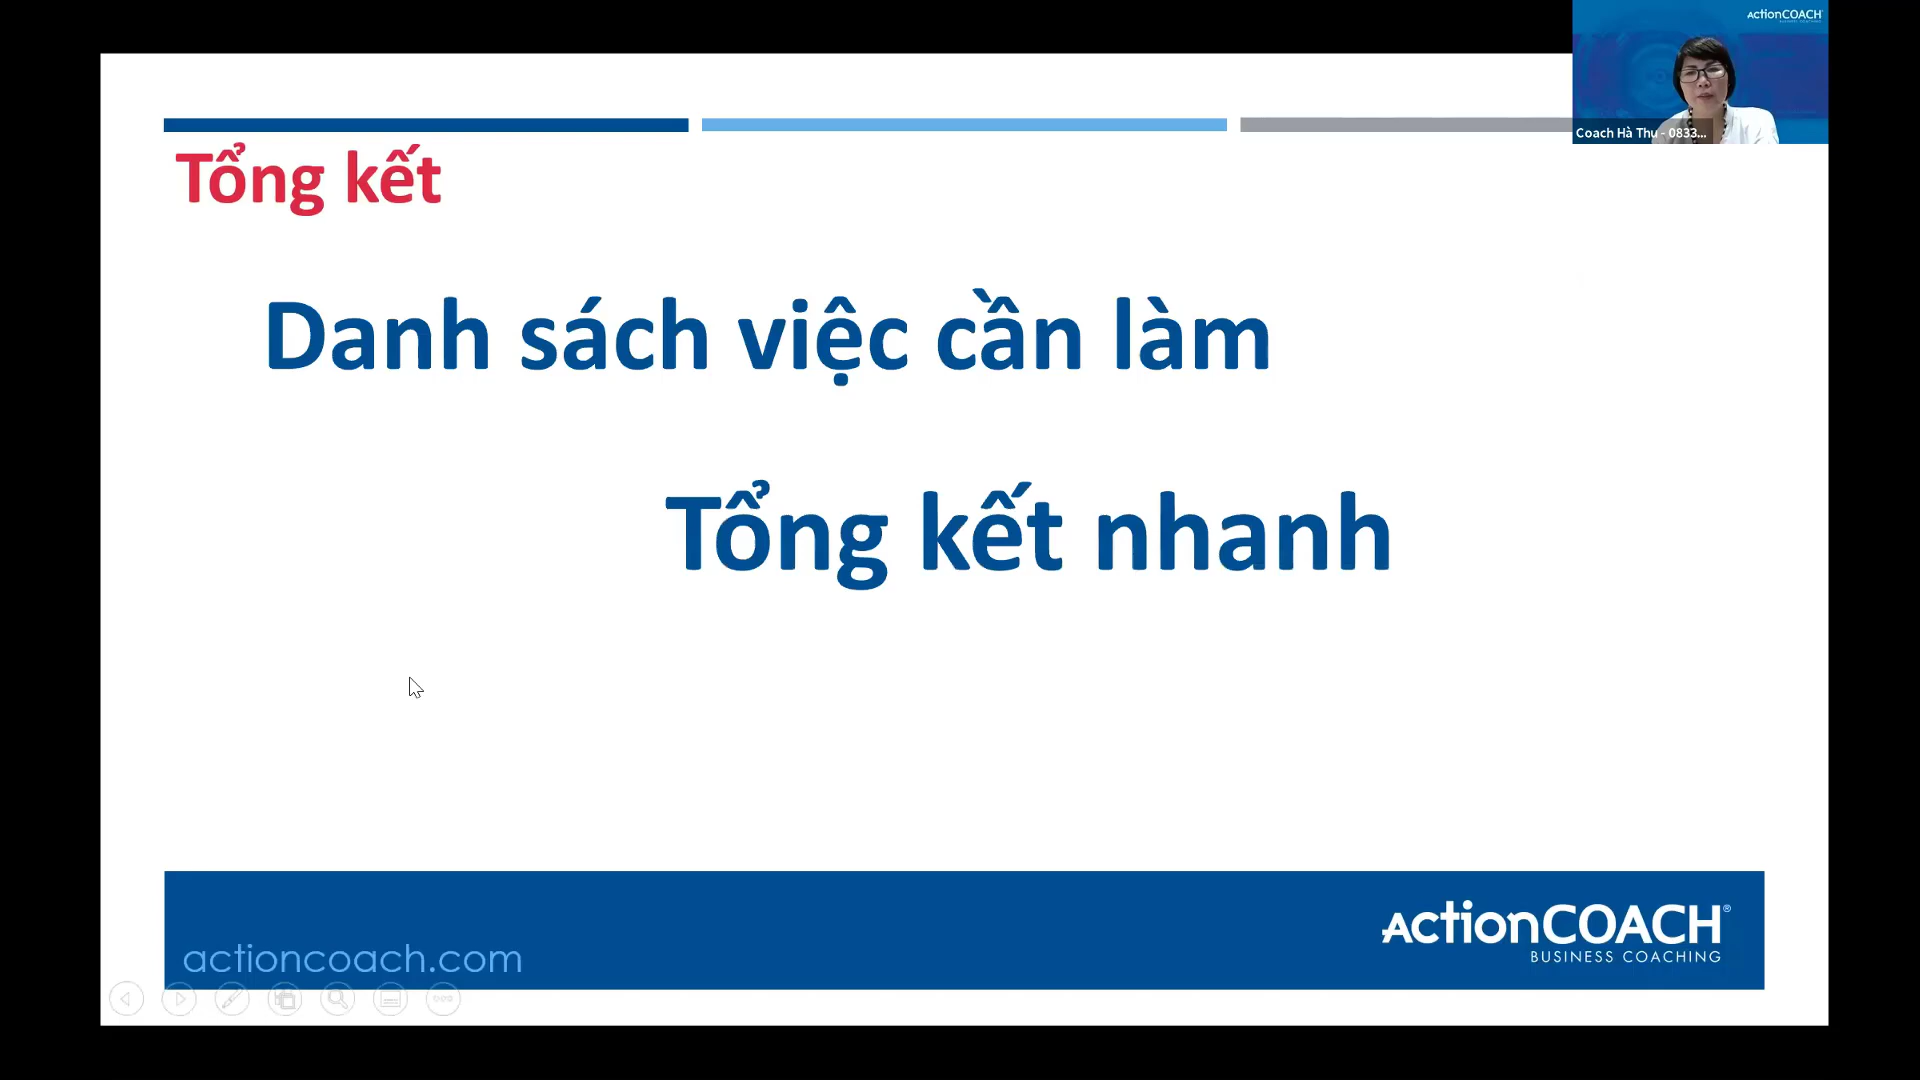 actionCOACH
Coach Hà Thu - 0833...
Tổng kết
Danh sách việc cần làm
Tổng kết nhanh
actioncoach.com
actionCOACH®
BUSINESS COACHING